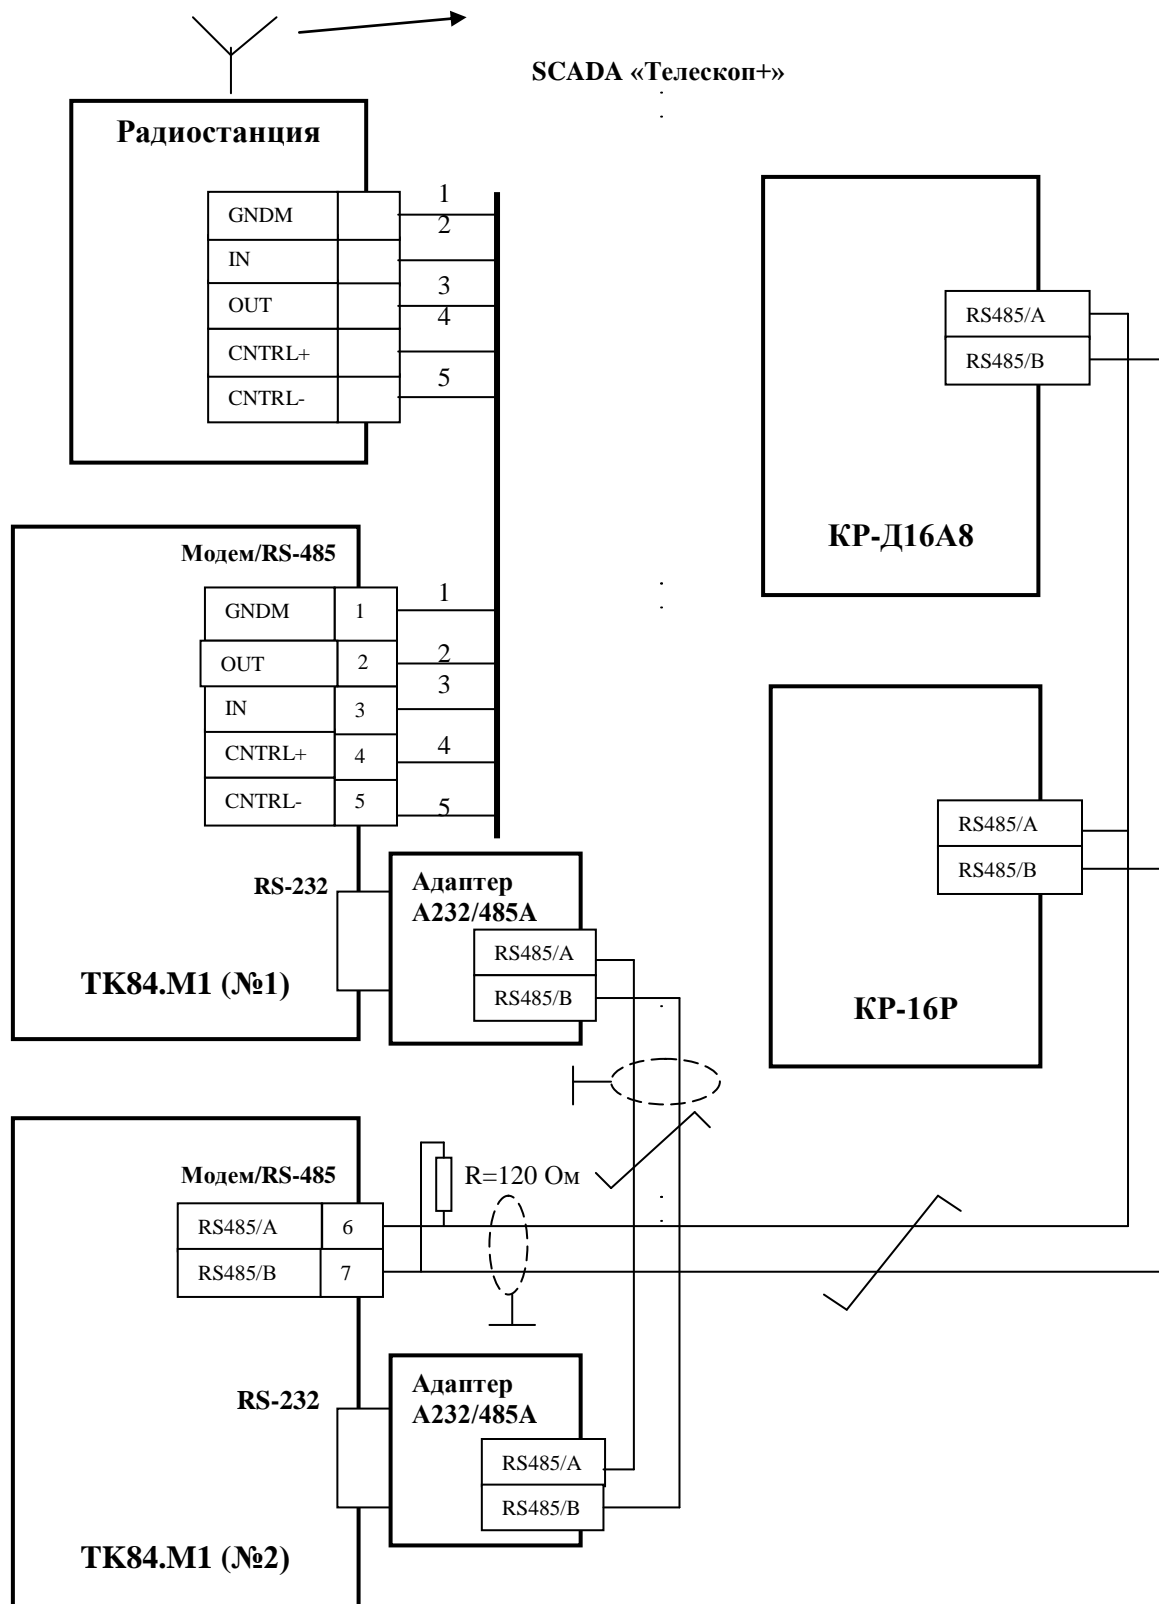 SCADA «Телескоп+»
Радиостанция
GNDM
1
2
IN
OUT
3
4
CNTRL+
CNTRL-
5
RS485/A
RS485/B
КР-Д16А8
Модем/RS-485
GNDM 1
1
OUT 2
2
IN 3
3
CNTRL+ 4
4
CNTRL- 5
5
RS-232
Адаптер
А232/485А
RS485/A
RS485/B
ТК84.М1 (№1)
RS485/A
RS485/B
КР-16Р
Модем/RS-485
R=120 Ом
RS485/A 6
RS485/B 7
RS-232
Адаптер
А232/485А
RS485/A
RS485/B
ТК84.М1 (№2)